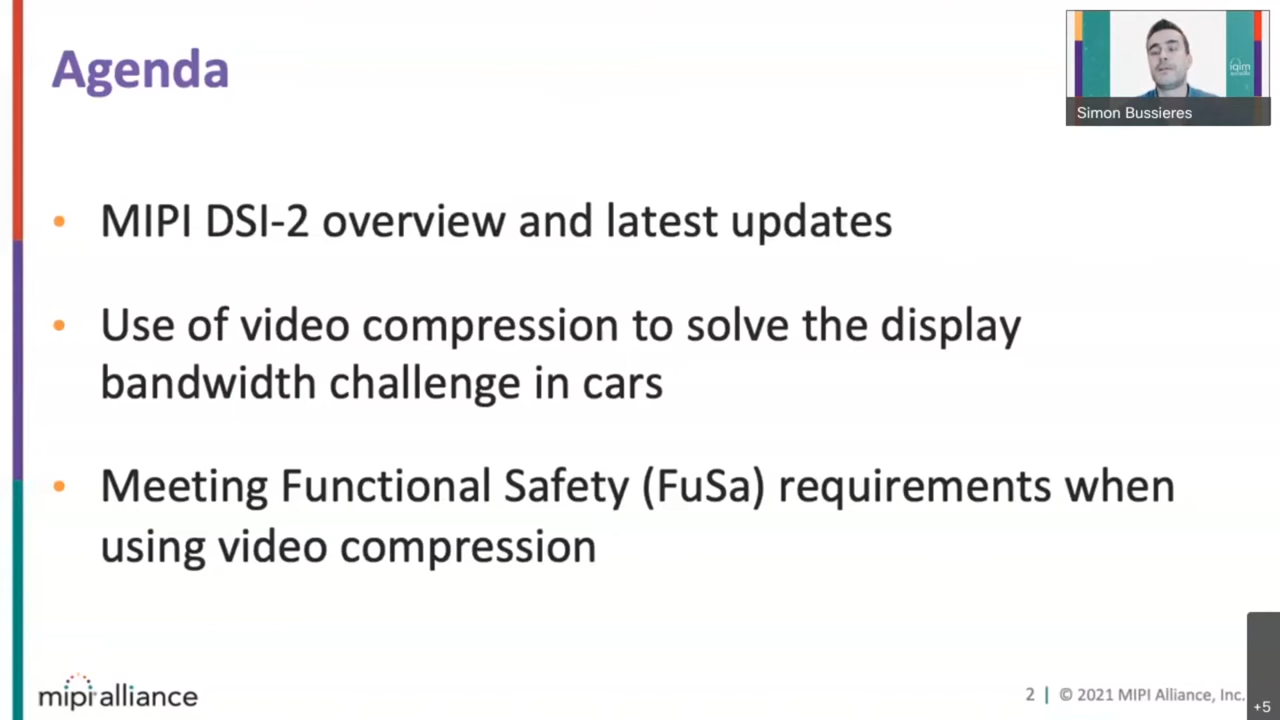 Agenda
Simon Bussieres
MIPI DSI-2 overview and latest updates
Use of video compression to solve the display
bandwidth challenge in cars
Meeting Functional Safety (FuSa) requirements when
using video compression
mipi alliance
2 | © 2021 MIPI Alliance, Inc.
+5